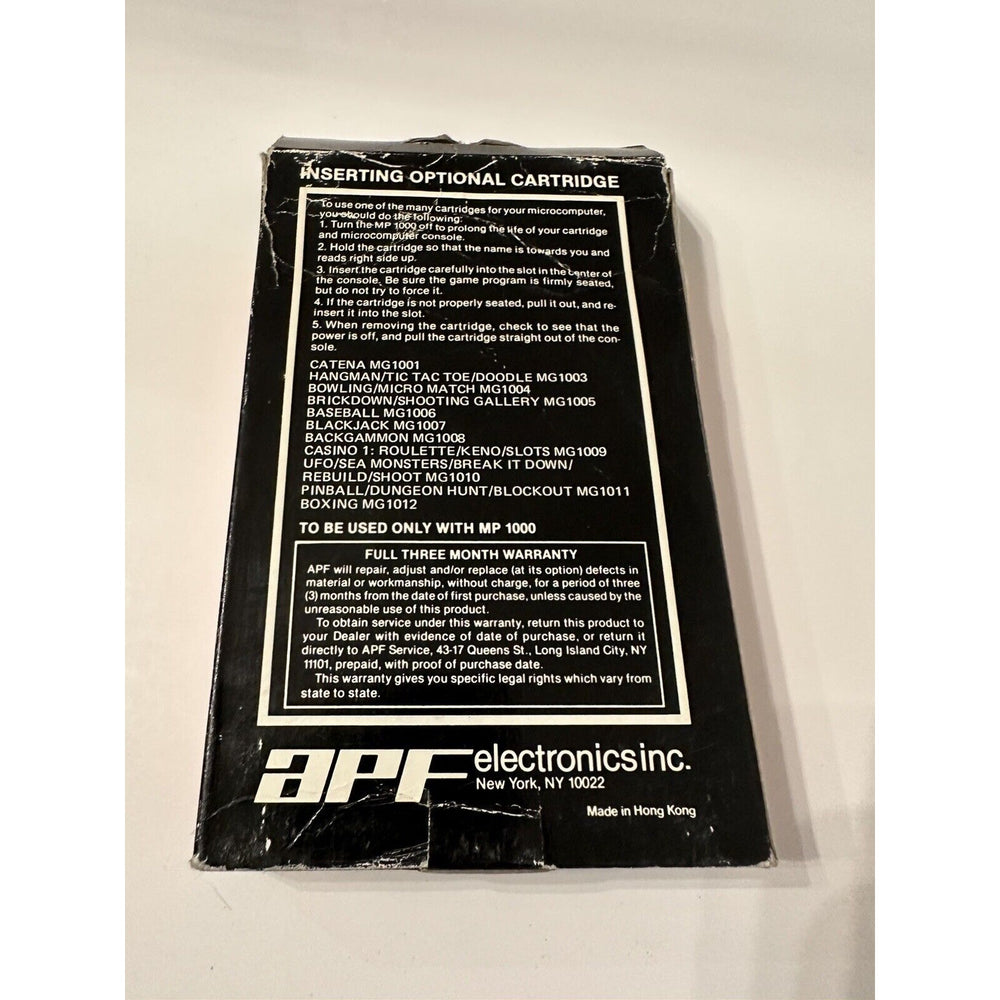 INSERTING OPTIONAL CARTRIDGE
To use one of the many cartridges for your microcomputer,
you should do the following:
1. Turn the MP 1000 off to prolong the life of your cartridge
and microcomputer console.
2. Hold the cartridge so that the name is towards you and
reads right side up.
3. Insert the cartridge carefully into the slot in the center of
the console. Be sure the game program is firmly seated,
but do not try to force it.
4. If the cartridge is not properly seated, pull it out, and re-
insert it into the slot.
5. When removing the cartridge, check to see that the
power is off, and pull the cartridge straight out of the con-
sole.
CATENA MG1001
HANGMAN/TIC TAC TOE/DOODLE MG1003
BOWLING/MICRO MATCH MG1004
BRICKDOWN/SHOOTING GALLERY MG1005
BASEBALL MG1006
BLACKJACK MG1007
BACKGAMMON MG1008
CASINO 1: ROULETTE/KENO/SLOTS MG1009
UFO/SEA MONSTERS/BREAK IT DOWN/
REBUILD/SHOOT MG1010
PINBALL/DUNGEON HUNT/BLOCKOUT MG1011
BOXING MG1012
TO BE USED ONLY WITH MP 1000
FULL THREE MONTH WARRANTY
APF will repair, adjust and/or replace (at its option) defects in
material or workmanship, without charge, for a period of three
(3) months from the date of first purchase, unless caused by the
unreasonable use of this product.
To obtain service under this warranty, return this product to
your Dealer with evidence of date of purchase, or return it
directly to APF Service, 43-17 Queens St., Long Island City, NY
11101, prepaid, with proof of purchase date.
This warranty gives you specific legal rights which vary from
state to state.
aPF electronics inc.
New York, NY 10022
Made in Hong Kong